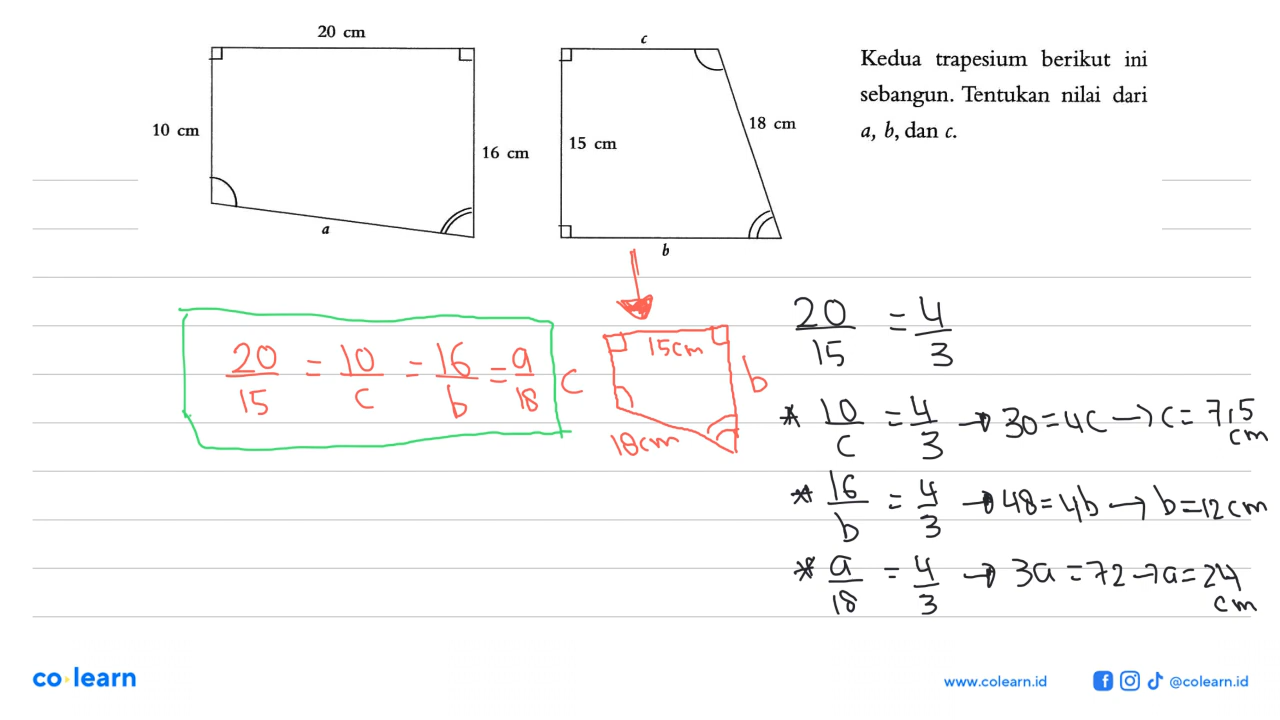 20 cm
10 cm
16 cm
a
c
15 cm
18 cm
b
Kedua trapesium berikut ini
sebangun. Tentukan nilai dari
a, b, dan c.
20/15 = 10/c = 16/b = a/18
15cm
c
b
18cm
20/15 = 4/3
* 10/c = 4/3 → 30 = 4c → c = 7,5 cm
* 16/b = 4/3 → 48 = 4b → b = 12 cm
* a/18 = 4/3 → 3a = 72 → a = 24 cm
co learn
www.colearn.id
@colearn.id